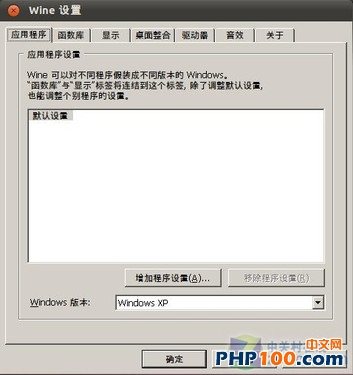 Wine 设置
应用程序 函数库 显示 桌面整合 驱动器 音效 关于
应用程序设置
Wine 可以对不同程序假装成不同版本的 Windows。
“函数库”与“显示”标签将连结到这个标签, 除了调整默认设置,
也能调整个别程序的设置。
默认设置
增加程序设置(A)... 移除程序设置(R)
Windows 版本: Windows XP
确定
中文网
PHP100.com